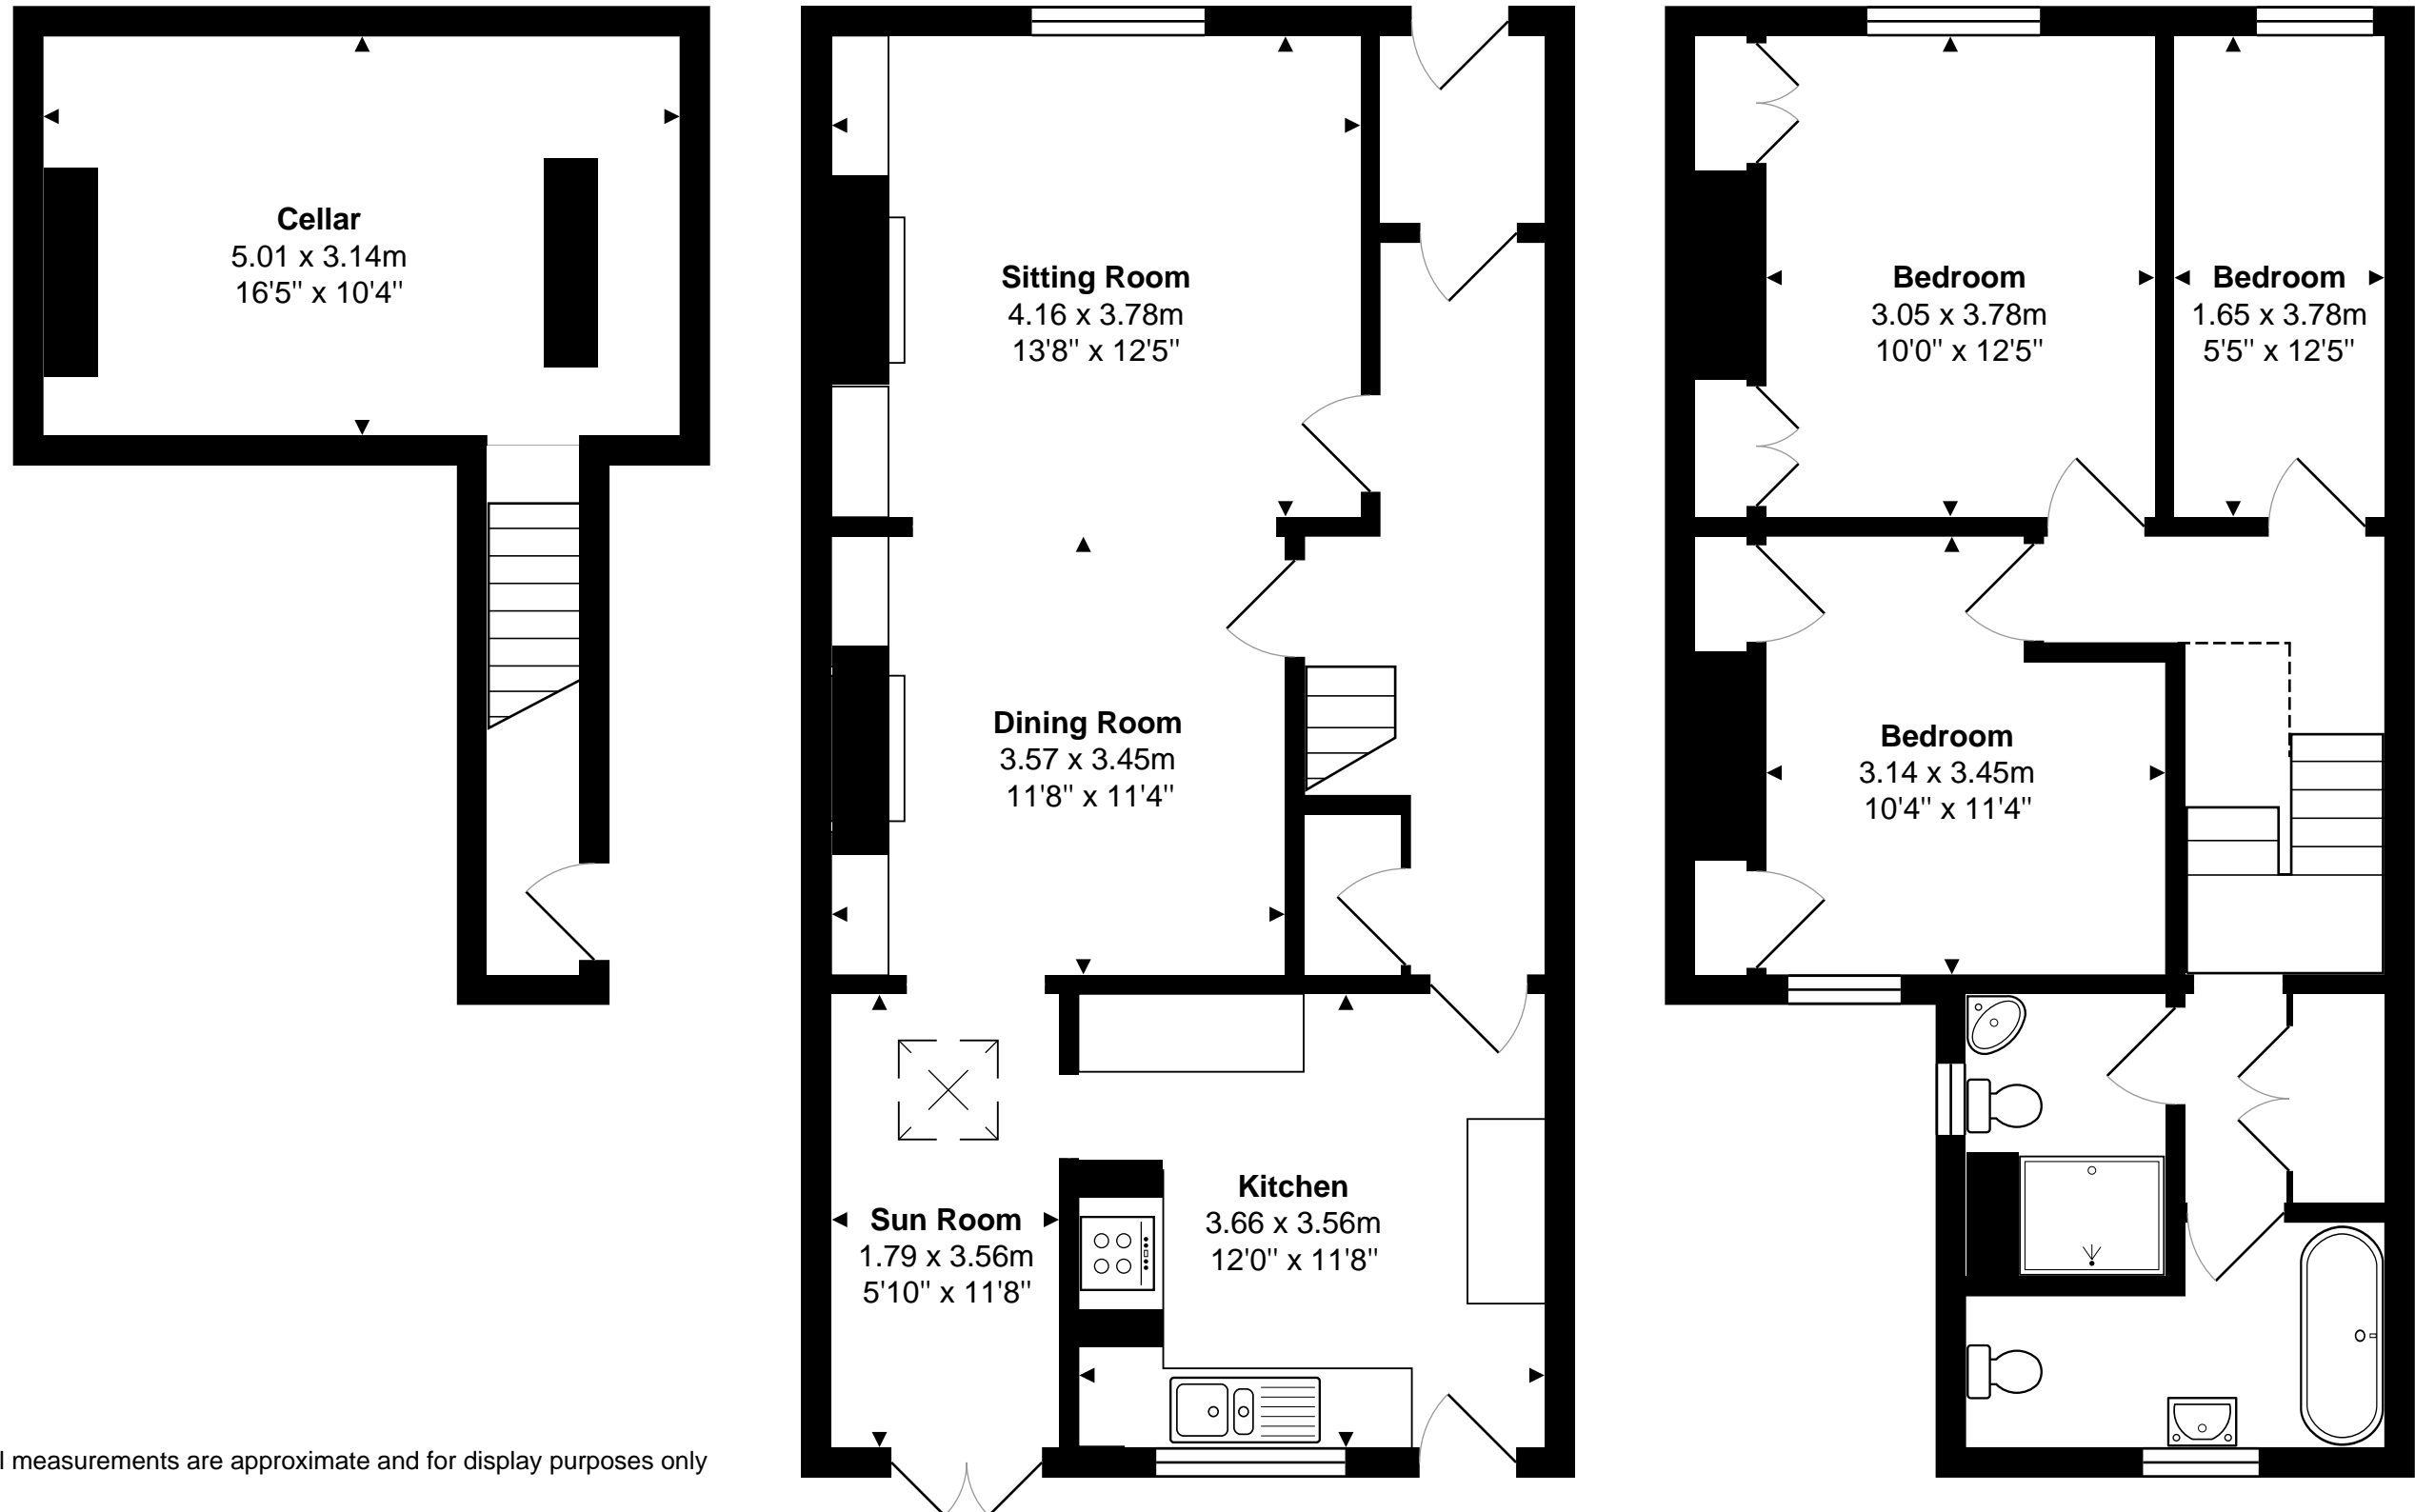 Cellar
5.01 x 3.14m
16'5" x 10'4"
Sitting Room
4.16 x 3.78m
13'8" x 12'5"
Bedroom
3.05 x 3.78m
10'0" x 12'5"
Bedroom
1.65 x 3.78m
5'5" x 12'5"
Dining Room
3.57 x 3.45m
11'8" x 11'4"
Bedroom
3.14 x 3.45m
10'4" x 11'4"
Sun Room
1.79 x 3.56m
5'10" x 11'8"
Kitchen
3.66 x 3.56m
12'0" x 11'8"
measurements are approximate and for display purposes only